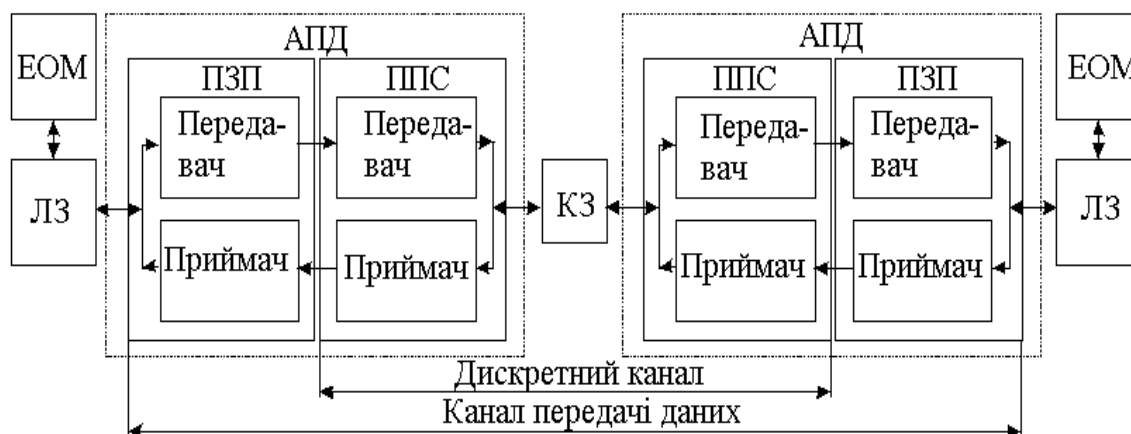 АПД
АПД
ЕОМ
ПЗП
ППС
ППС
ПЗП
ЕОМ
Переда-
вач
Переда-
вач
Переда-
вач
Переда-
вач
ЛЗ
КЗ
ЛЗ
Приймач
Приймач
Приймач
Приймач
Дискретний канал
Канал передачі даних